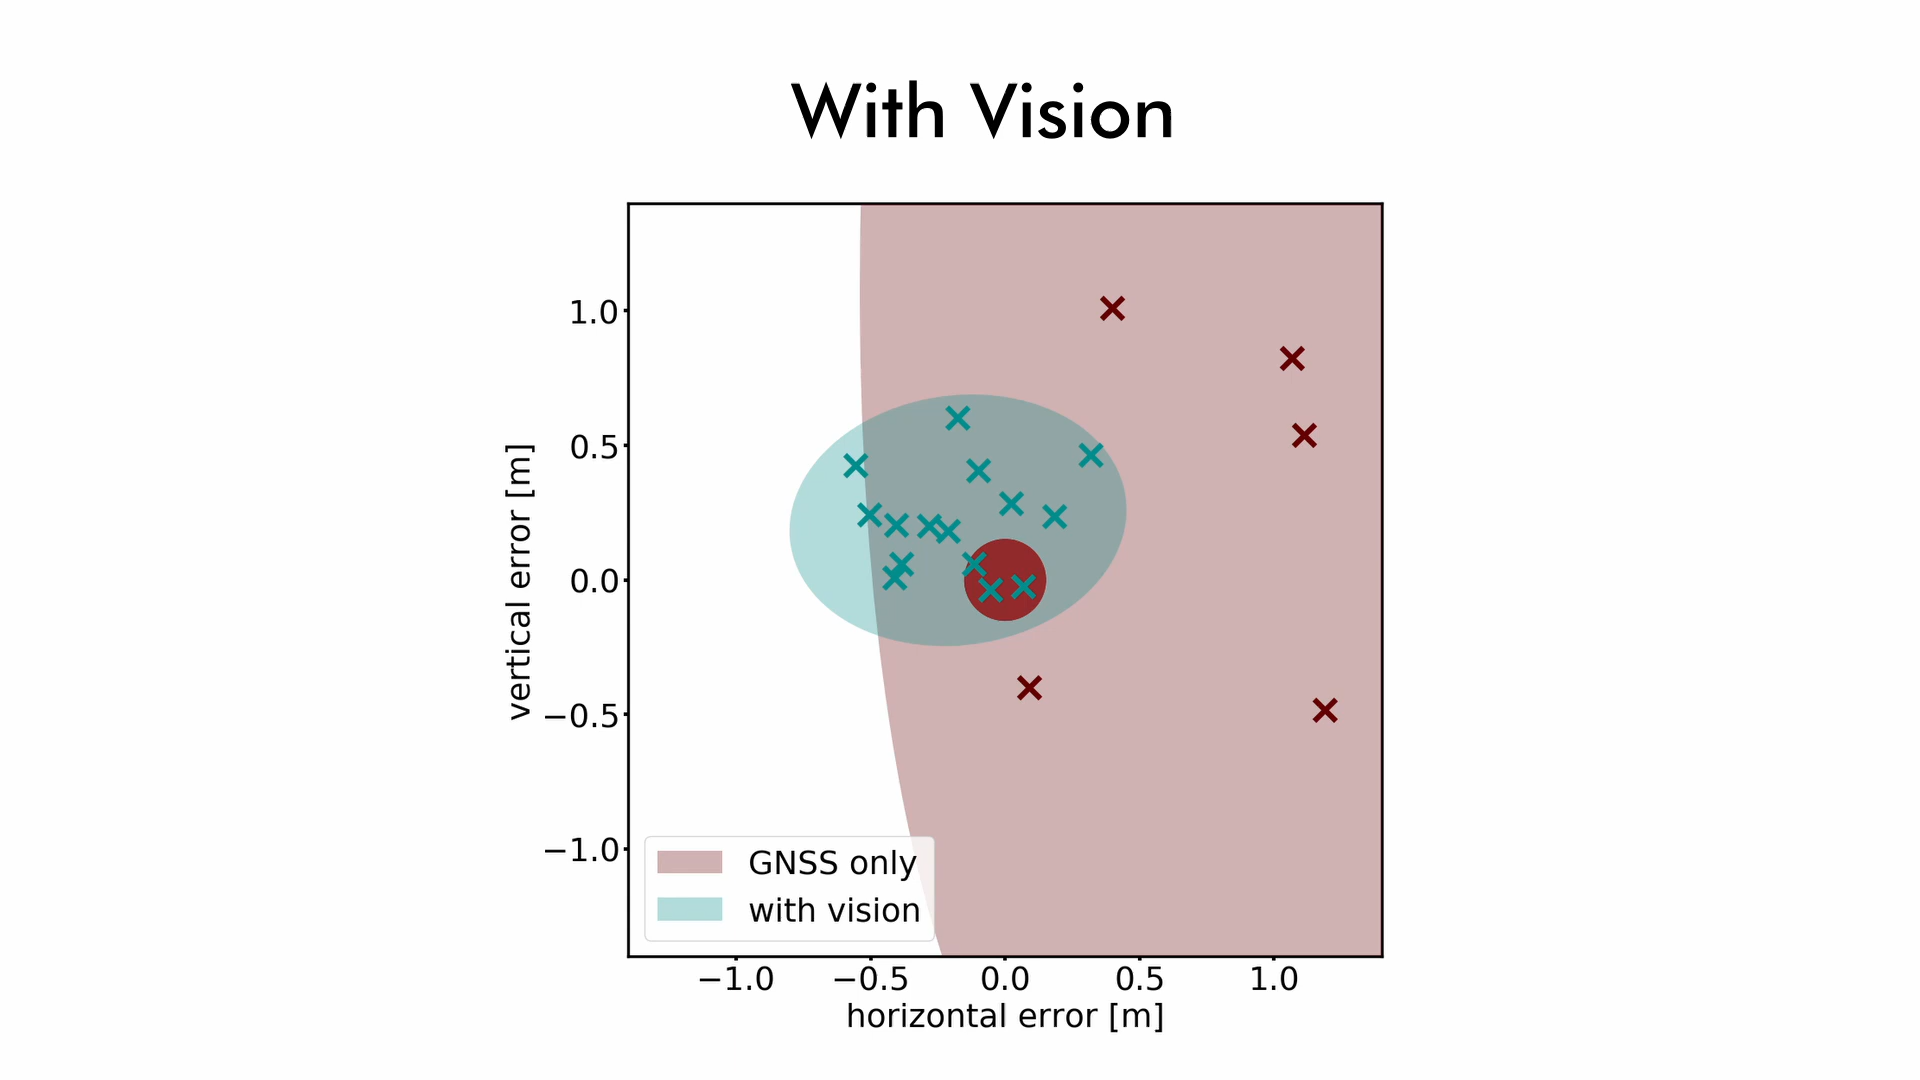 With Vision
1.0
0.5
0.0
−0.5
−1.0
vertical error [m]
GNSS only
with vision
−1.0 −0.5 0.0 0.5 1.0
horizontal error [m]